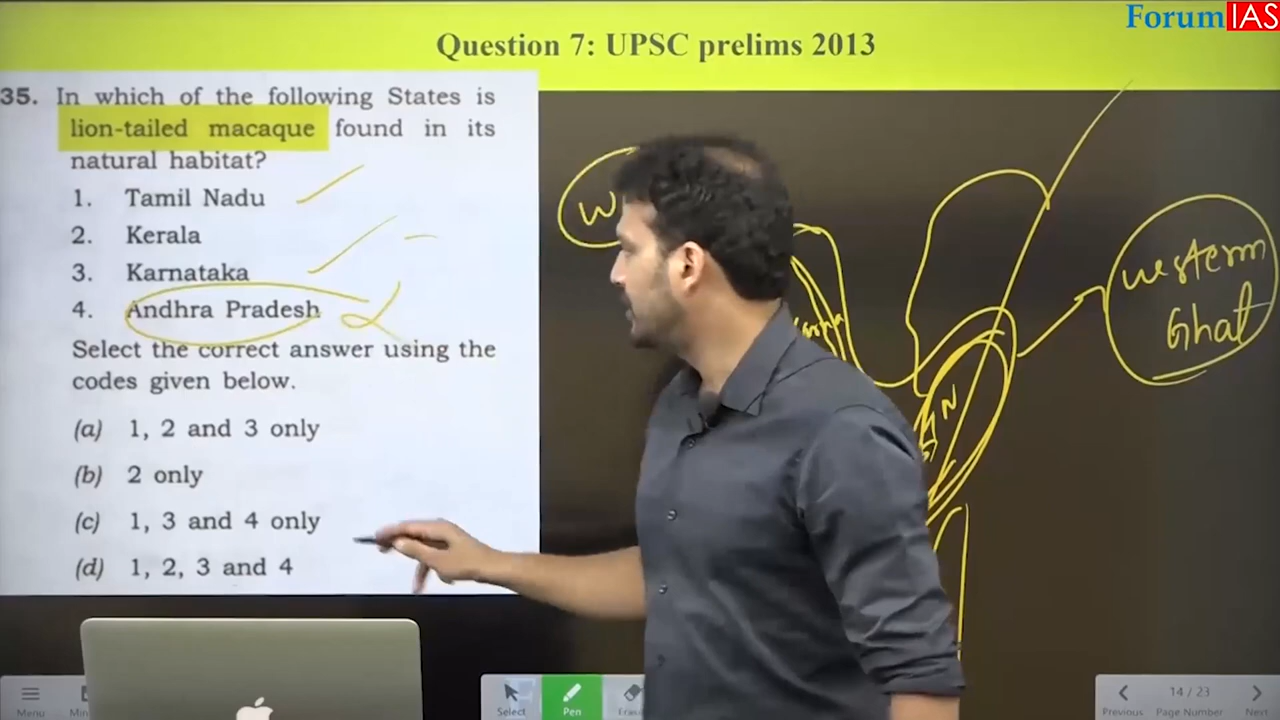 ForumIAS
Question 7: UPSC prelims 2013
35. In which of the following States is
lion-tailed macaque found in its
natural habitat?
1. Tamil Nadu
2. Kerala
3. Karnataka
4. Andhra Pradesh
Select the correct answer using the
codes given below.
(a) 1, 2 and 3 only
(b) 2 only
(c) 1, 3 and 4 only
(d) 1, 2, 3 and 4
W
Western
Ghat
Menu
Select
Pen
Previous
14 / 23
Page Number
Next